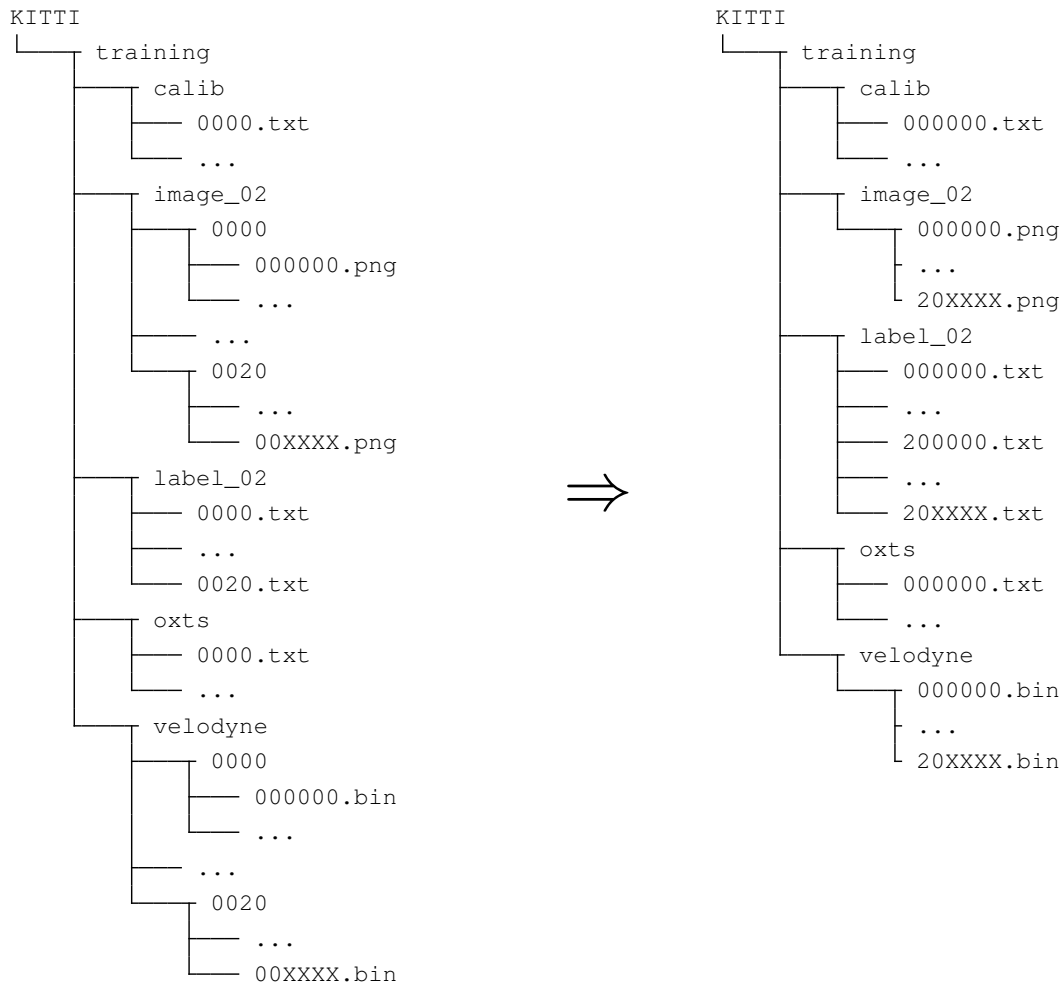 KITTI
training
calib
0000.txt
...
image_02
0000
000000.png
...
...
0020
...
00XXXX.png
label_02
0000.txt
...
0020.txt
oxts
0000.txt
...
velodyne
0000
000000.bin
...
...
0020
...
00XXXX.bin
⇒
KITTI
training
calib
000000.txt
...
image_02
000000.png
...
20XXXX.png
label_02
000000.txt
...
200000.txt
...
20XXXX.txt
oxts
000000.txt
...
velodyne
000000.bin
...
20XXXX.bin